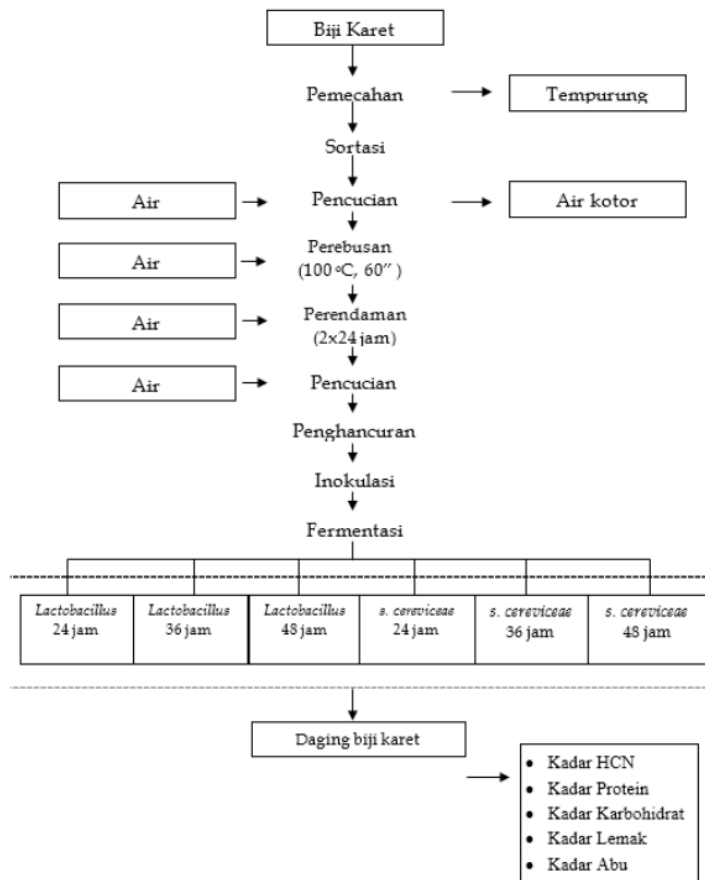 Biji Karet
Pemecahan
Tempurung
Sortasi
Air
Pencucian
Air kotor
Air
Perebusan
(100 °C, 60″ )
Air
Perendaman
(2x24 jam)
Air
Pencucian
Penghancuran
Inokulasi
Fermentasi
Lactobacillus
24 jam
Lactobacillus
36 jam
Lactobacillus
48 jam
s. cereviceae
24 jam
s. cereviceae
36 jam
s. cereviceae
48 jam
Daging biji karet
• Kadar HCN
• Kadar Protein
• Kadar Karbohidrat
• Kadar Lemak
• Kadar Abu